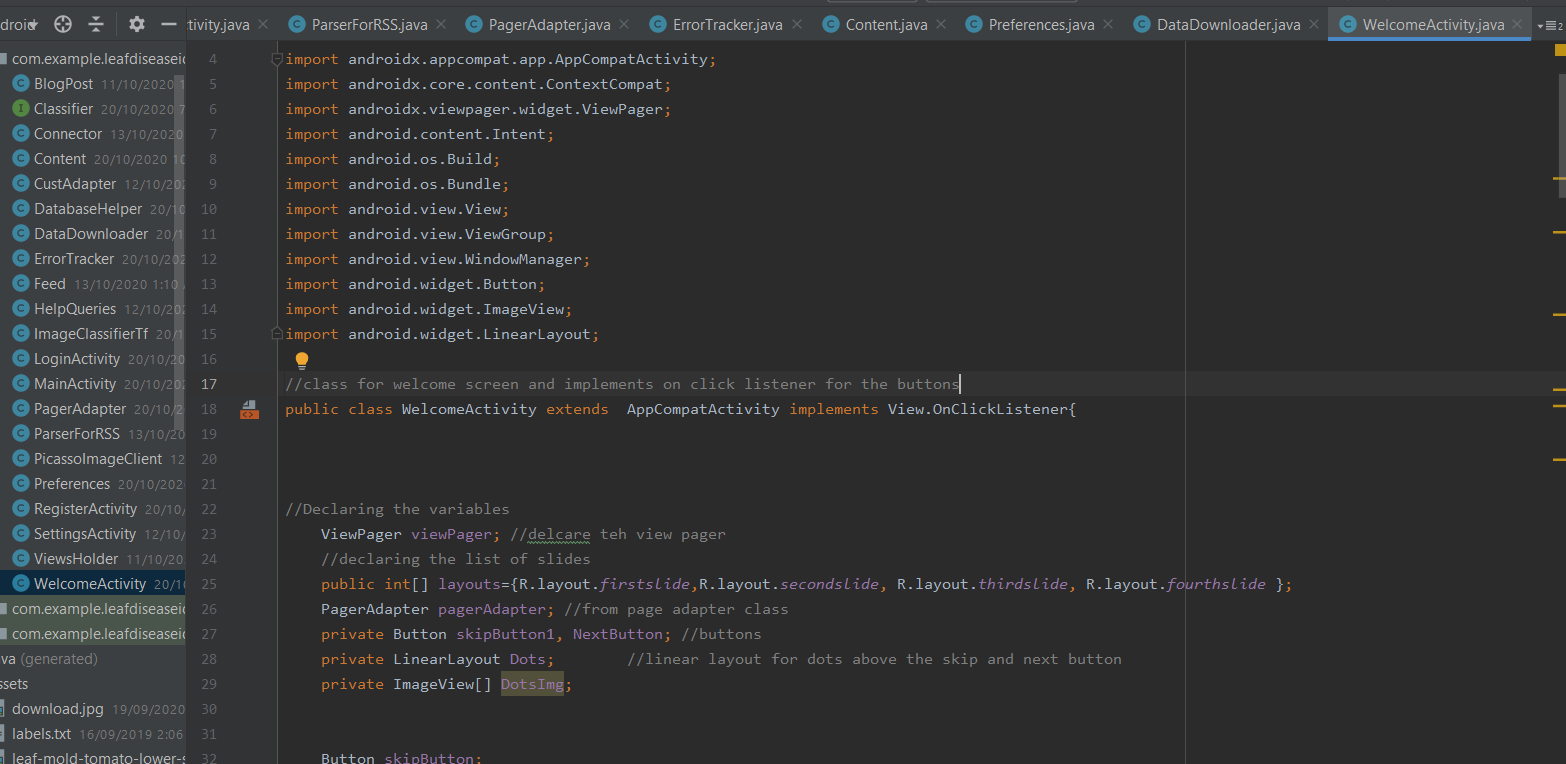 droid
tivity.java
ParserForRSS.java
PagerAdapter.java
ErrorTracker.java
Content.java
Preferences.java
DataDownloader.java
WelcomeActivity.java
2
com.example.leafdiseaseid
BlogPost 11/10/2020 1
Classifier 20/10/2020 7
Connector 13/10/2020
Content 20/10/2020 10
CustAdapter 12/10/202
DatabaseHelper 20/10
DataDownloader 20/1
ErrorTracker 20/10/202
Feed 13/10/2020 1:10
HelpQueries 12/10/202
ImageClassifierTf 20/1
LoginActivity 20/10/20
MainActivity 20/10/202
PagerAdapter 20/10/2
ParserForRSS 13/10/20
PicassoImageClient 12
Preferences 20/10/202
RegisterActivity 20/10/
SettingsActivity 12/10/
ViewsHolder 11/10/20
WelcomeActivity 20/10
com.example.leafdiseaseid
com.example.leafdiseaseid
va (generated)
ssets
download.jpg 19/09/2020
labels.txt 16/09/2019 2:06
leaf-mold-tomato-lower-s
4 import androidx.appcompat.app.AppCompatActivity;
5 import androidx.core.content.ContextCompat;
6 import androidx.viewpager.widget.ViewPager;
7 import android.content.Intent;
8 import android.os.Build;
9 import android.os.Bundle;
10 import android.view.View;
11 import android.view.ViewGroup;
12 import android.view.WindowManager;
13 import android.widget.Button;
14 import android.widget.ImageView;
15 import android.widget.LinearLayout;
16
17 //class for welcome screen and implements on click listener for the buttons
18 public class WelcomeActivity extends  AppCompatActivity implements View.OnClickListener{
19
20
21
22 //Declaring the variables
23 ViewPager viewPager; //delcare teh view pager
24 //declaring the list of slides
25 public int[] layouts={R.layout.firstslide,R.layout.secondslide, R.layout.thirdslide, R.layout.fourthslide };
26 PagerAdapter pagerAdapter; //from page adapter class
27 private Button skipButton1, NextButton; //buttons
28 private LinearLayout Dots;        //linear layout for dots above the skip and next button
29 private ImageView[] DotsImg;
30
31
32 Button skipButton;